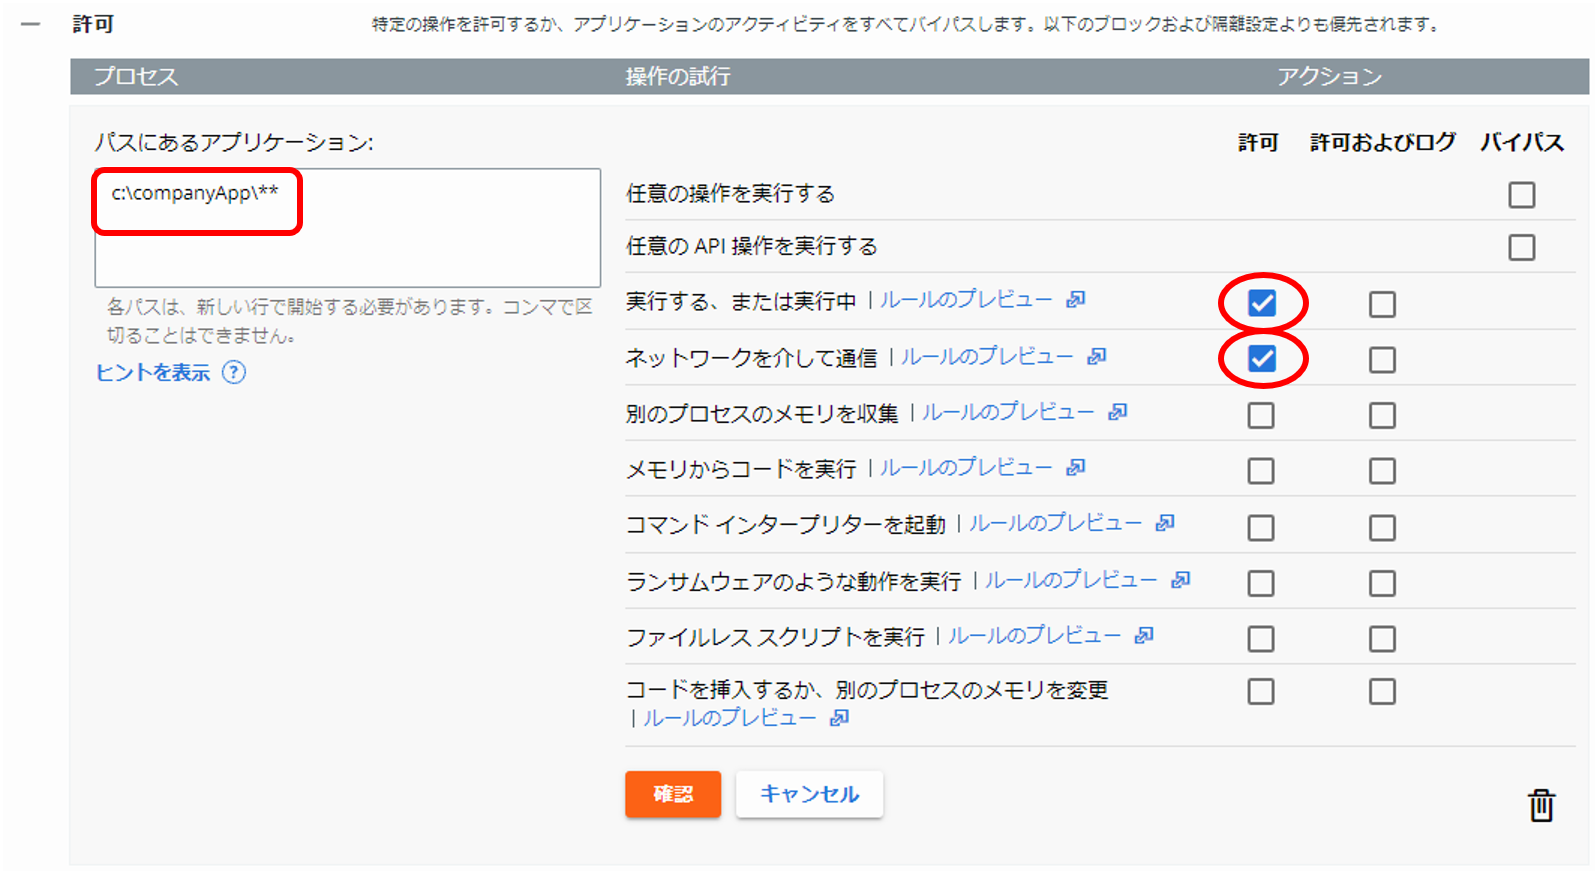 許可
特定の操作を許可するか、アプリケーションのアクティビティをすべてバイパスします。以下のブロックおよび隔離設定よりも優先されます。
プロセス 操作の試行 アクション
パスにあるアプリケーション:
許可 許可およびログ バイパス
c:\companyApp\**
各パスは、新しい行で開始する必要があります。コンマで区
切ることはできません。
ヒントを表示 ?
任意の操作を実行する
任意の API 操作を実行する
実行する、または実行中 | ルールのプレビュー
ネットワークを介して通信 | ルールのプレビュー
別のプロセスのメモリを収集 | ルールのプレビュー
メモリからコードを実行 | ルールのプレビュー
コマンド インタープリターを起動 | ルールのプレビュー
ランサムウェアのような動作を実行 | ルールのプレビュー
ファイルレス スクリプトを実行 | ルールのプレビュー
コードを挿入するか、別のプロセスのメモリを変更
| ルールのプレビュー
確認 キャンセル